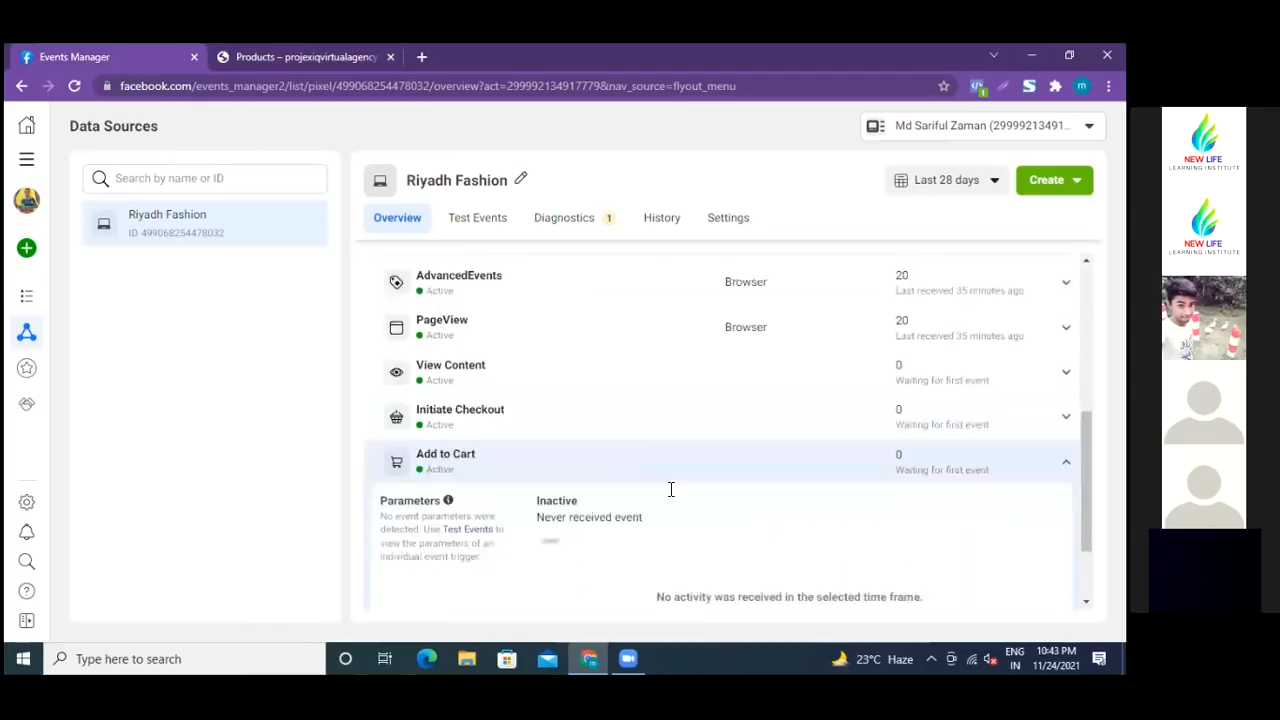 Events Manager
Products – projexiqvirtualagency
facebook.com/events_manager2/list/pixel/499068254478032/overview?act=299992134917779&nav_source=flyout_menu
m
Data Sources
Md Sariful Zaman (29999213491...
Search by name or ID
Riyadh Fashion
ID 499068254478032
Riyadh Fashion
Last 28 days
Create
Overview
Test Events
Diagnostics 1
History
Settings
AdvancedEvents
Active
Browser
20
Last received 35 minutes ago
PageView
Active
Browser
20
Last received 35 minutes ago
View Content
Active
0
Waiting for first event
Initiate Checkout
Active
0
Waiting for first event
Add to Cart
Active
0
Waiting for first event
Parameters
No event parameters were
detected. Use Test Events to
view the parameters of an
individual event trigger.
Inactive
Never received event
No activity was received in the selected time frame.
Type here to search
23°C Haze
ENG
IN
10:43 PM
11/24/2021
NEW LIFE
LEARNING INSTITUTE
NEW LIFE
LEARNING INSTITUTE